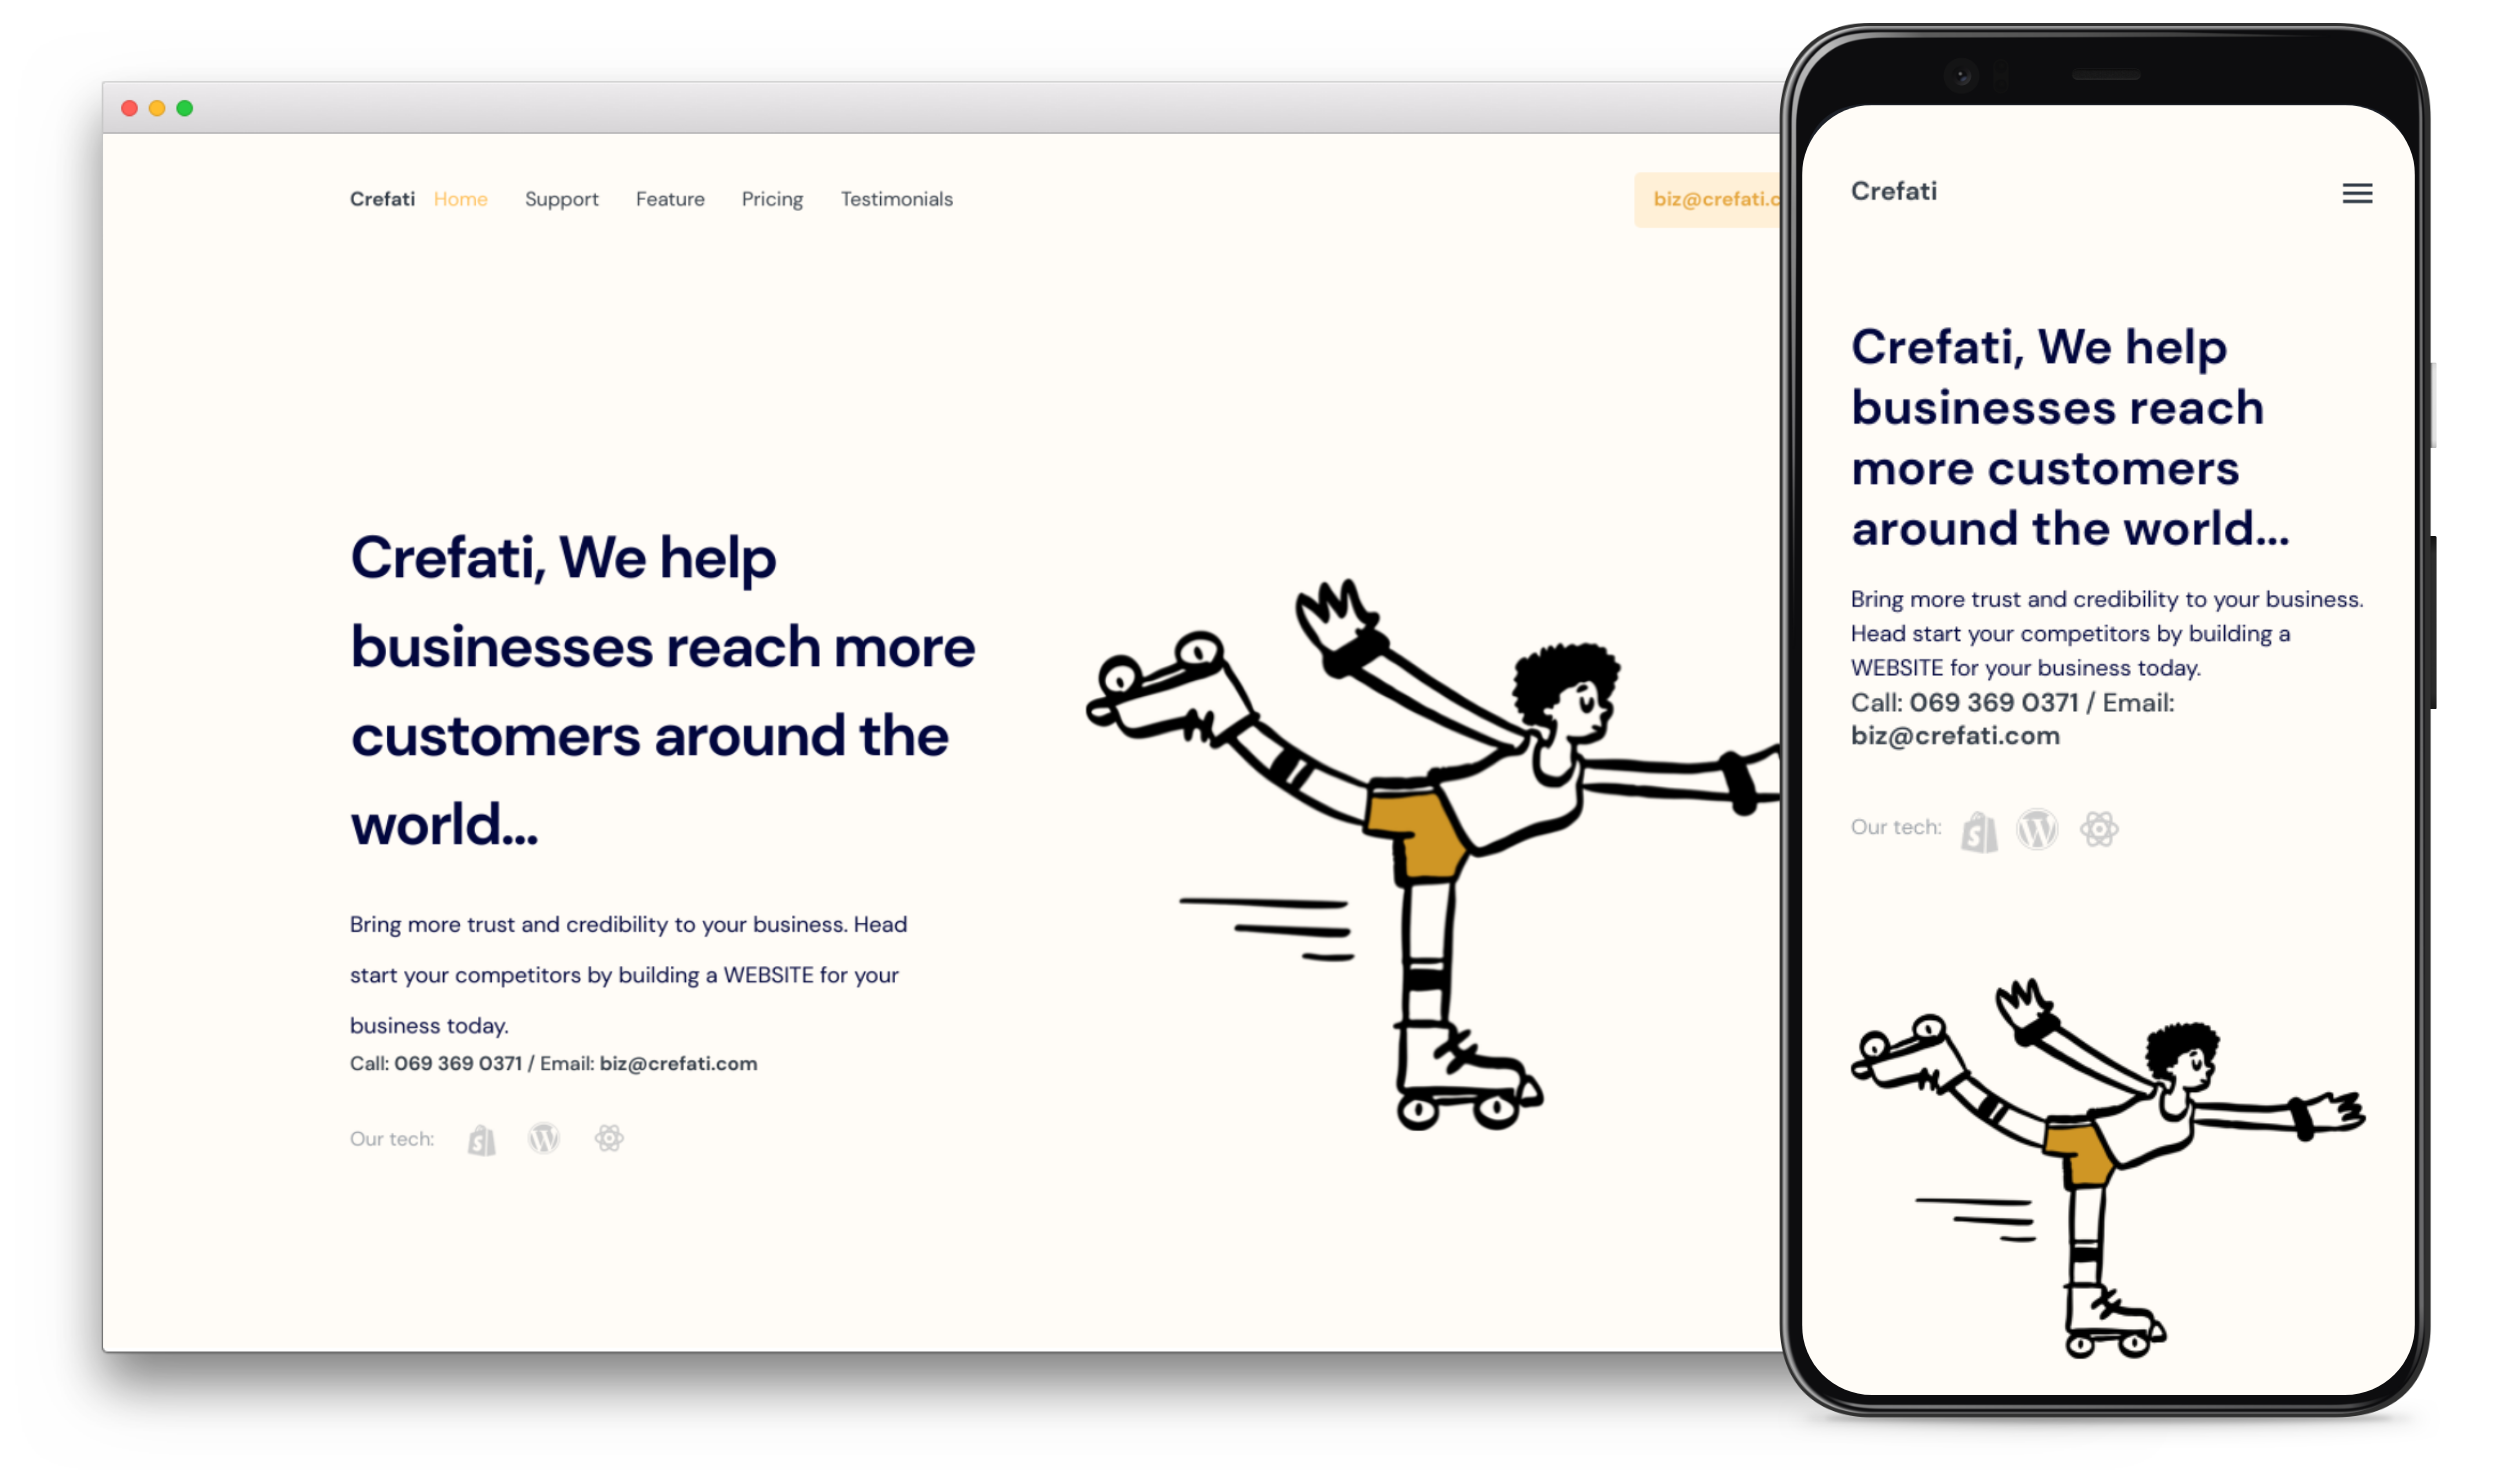 Crefati Home Support Feature Pricing Testimonials
biz@crefati.c
Crefati, We help
businesses reach more
customers around the
world...
Bring more trust and credibility to your business. Head
start your competitors by building a WEBSITE for your
business today.
Call: 069 369 0371 / Email: biz@crefati.com
Our tech:
Crefati
Crefati, We help
businesses reach
more customers
around the world...
Bring more trust and credibility to your business.
Head start your competitors by building a
WEBSITE for your business today.
Call: 069 369 0371 / Email:
biz@crefati.com
Our tech: